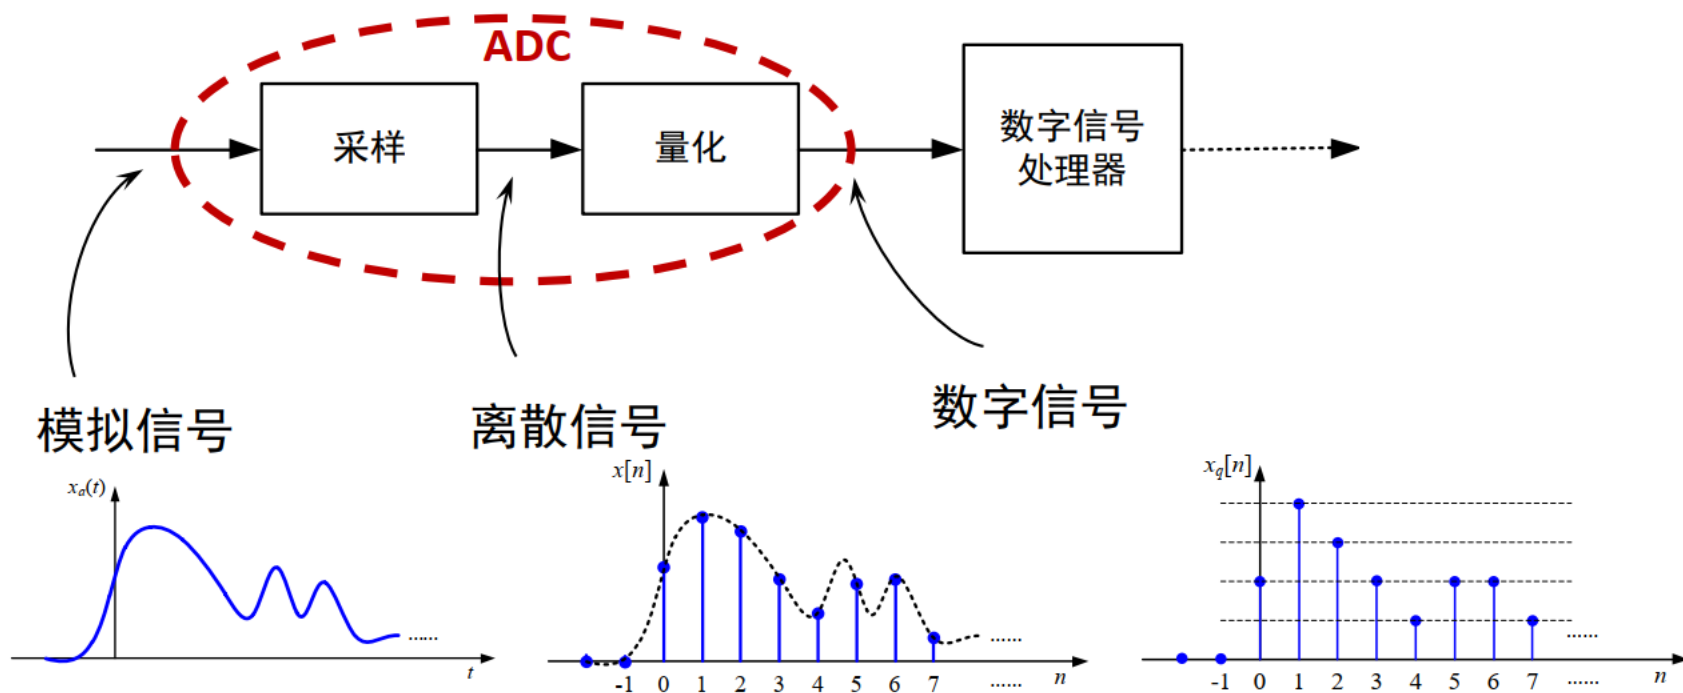 ADC
采样
量化
数字信号
处理器
模拟信号
离散信号
数字信号
xₐ(t)
......
t
x[n]
......
-1 0 1 2 3 4 5 6 7 ...... n
x_q[n]
......
-1 0 1 2 3 4 5 6 7 ...... n